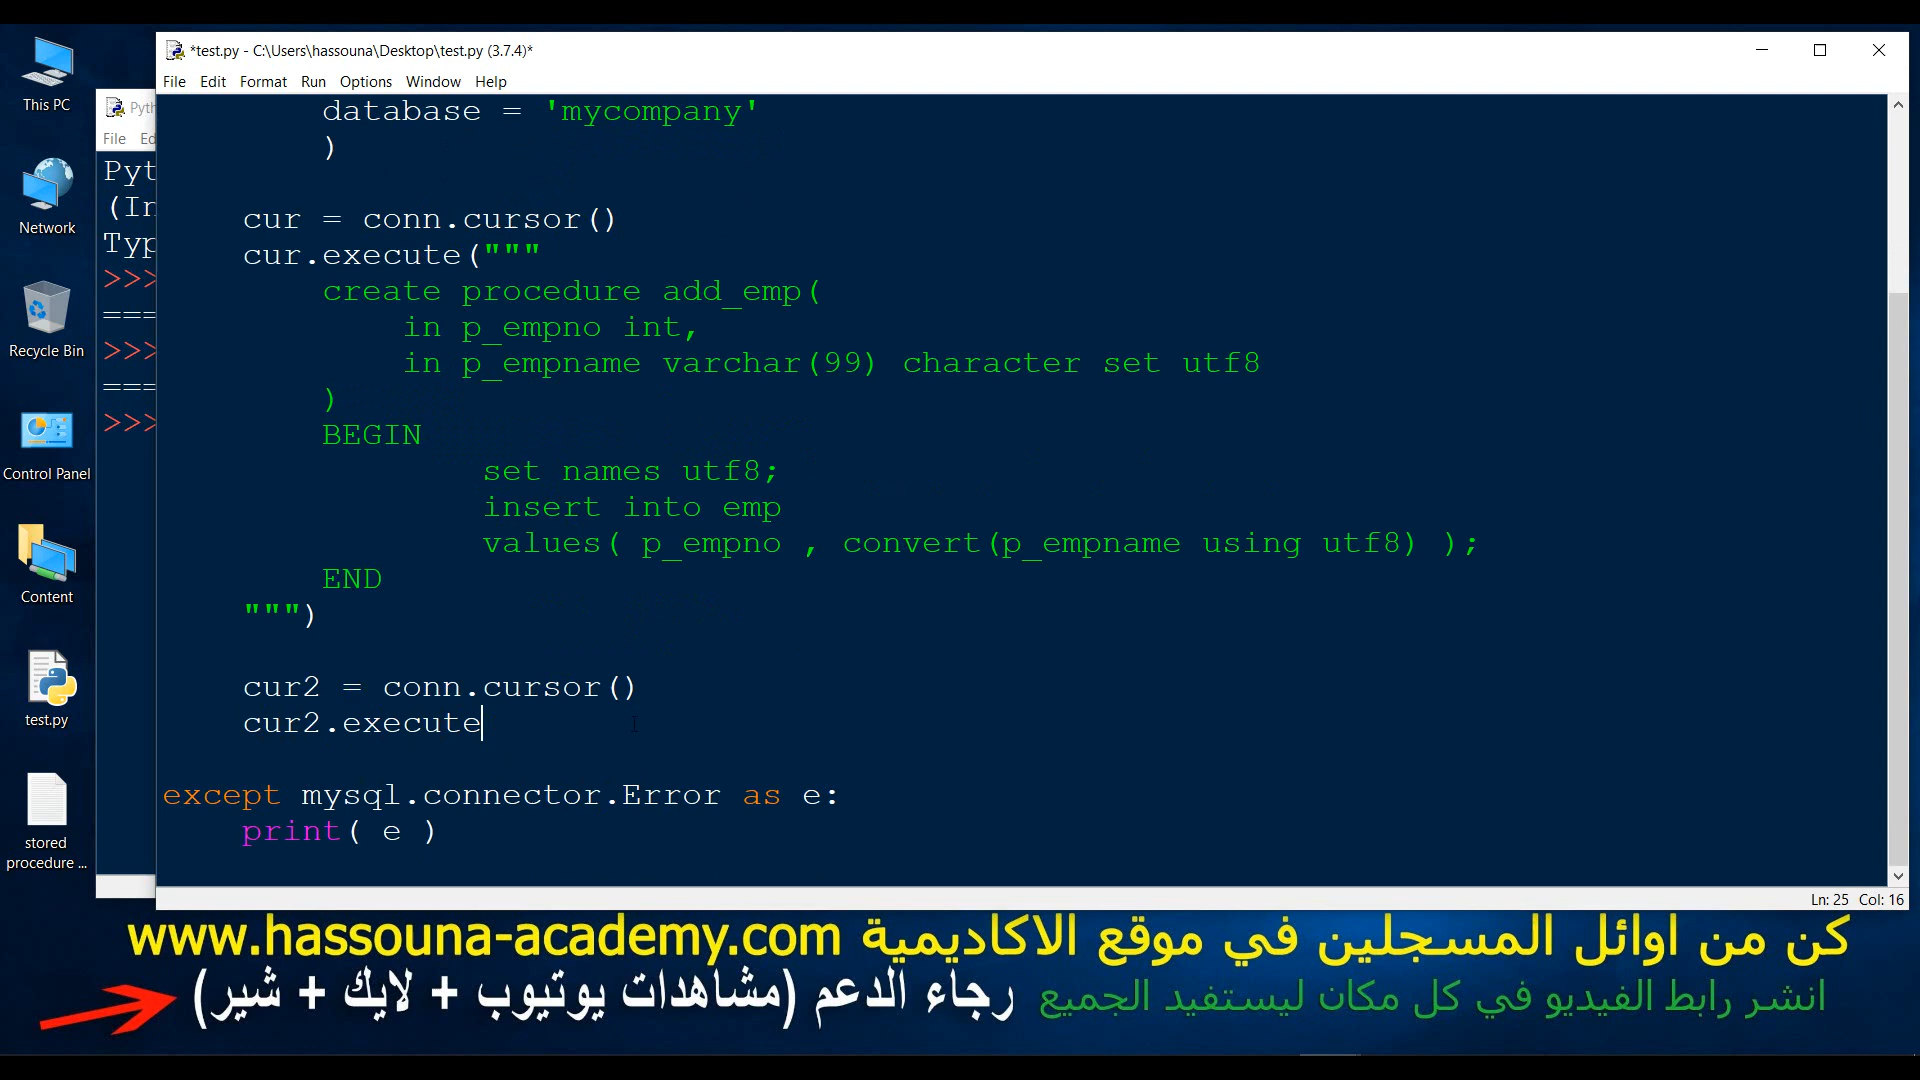 This PC
Network
Recycle Bin
Control Panel
Content
test.py
stored
procedure ...
Pyth
File Ed
Pyt
(In
Typ
>>>
===
>>>
===
>>>
*test.py - C:\Users\hassouna\Desktop\test.py (3.7.4)*
File Edit Format Run Options Window Help
database = 'mycompany'
)
cur = conn.cursor()
cur.execute("""
create procedure add_emp(
in p_empno int,
in p_empname varchar(99) character set utf8
)
BEGIN
set names utf8;
insert into emp
values( p_empno , convert(p_empname using utf8) );
END
""")
cur2 = conn.cursor()
cur2.execute
except mysql.connector.Error as e:
print( e )
Ln: 25 Col: 16
كن من اوائل المسجلين في موقع الاكاديمية www.hassouna-academy.com
انشر رابط الفيديو في كل مكان ليستفيد الجميع رجاء الدعم (مشاهدات يوتيوب + لايك + شير)